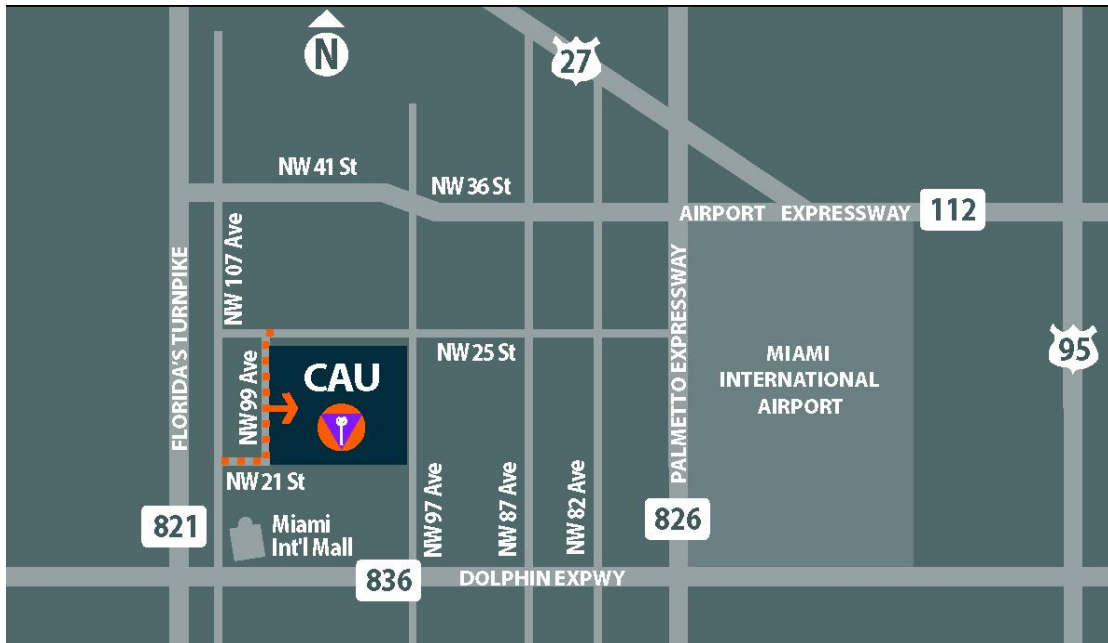 N
27
NW 41 St
NW 36 St
AIRPORT EXPRESSWAY
112
NW 107 Ave
FLORIDA'S TURNPIKE
PALMETTO EXPRESSWAY
NW 25 St
95
MIAMI
INTERNATIONAL
AIRPORT
NW 99 Ave
CAU
NW 21 St
NW 97 Ave
NW 87 Ave
NW 82 Ave
821
Miami
Int'l Mall
826
836
DOLPHIN EXPWY